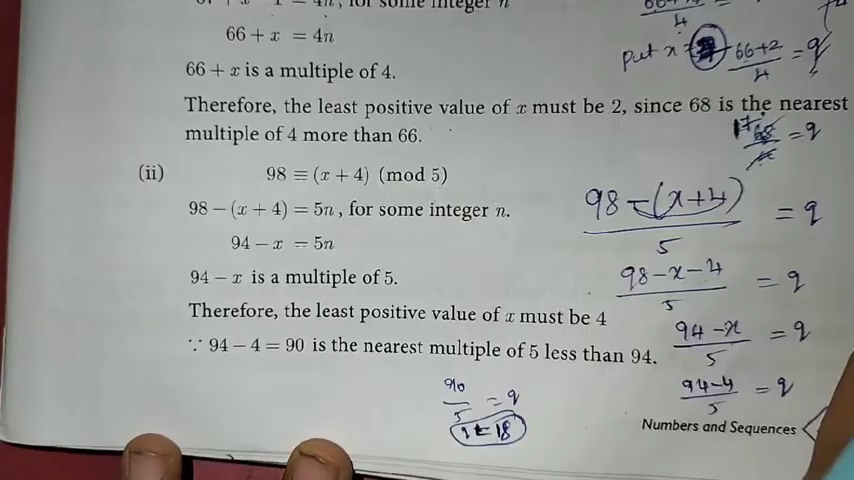 for some integer n
66 + x = 4n
66 + x is a multiple of 4.
Therefore, the least positive value of x must be 2, since 68 is the nearest
multiple of 4 more than 66.
put x = 66+2 / 4 = q
68 = q
(ii) 98 ≡ (x + 4) (mod 5)
98 − (x + 4) = 5n, for some integer n.
94 − x = 5n
94 − x is a multiple of 5.
Therefore, the least positive value of x must be 4
∵ 94 − 4 = 90 is the nearest multiple of 5 less than 94.
98 − (x+4) / 5 = q
98 − x − 4 / 5 = q
94 − x / 5 = q
94 − 4 / 5 = q
90 / 5 = q
18
Numbers and Sequences